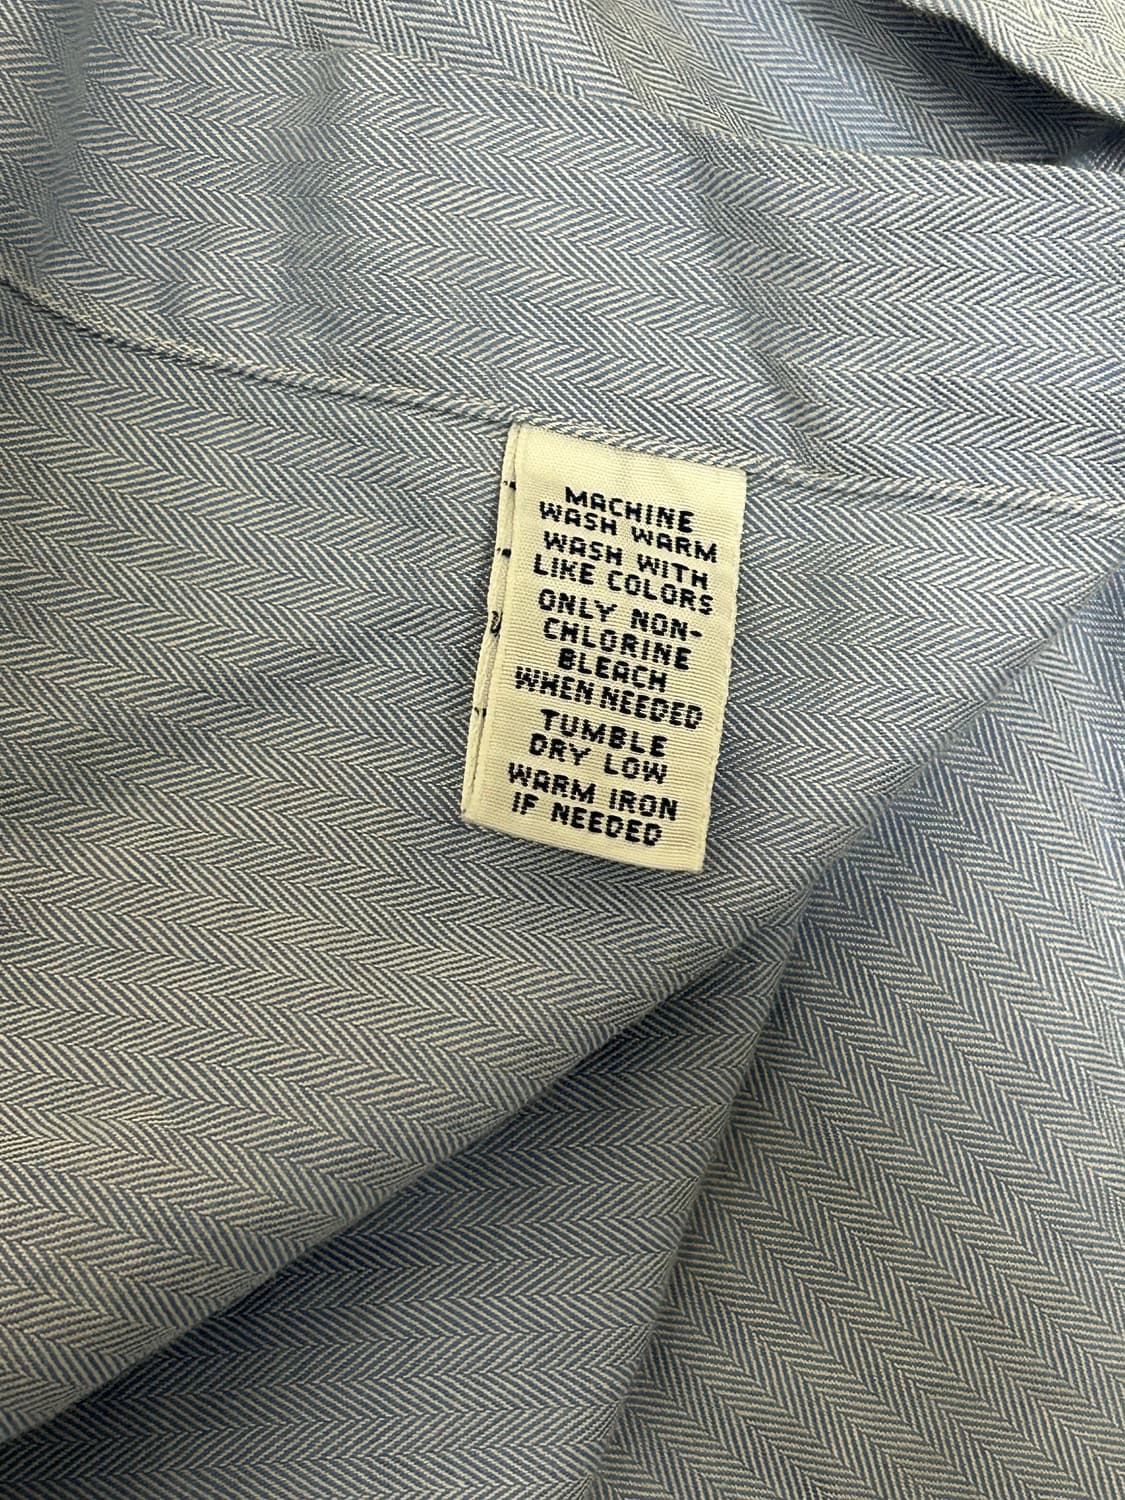 MACHINE
WASH WARM
WASH WITH
LIKE COLORS
ONLY NON-
CHLORINE
BLEACH
WHEN NEEDED
TUMBLE
DRY LOW
WARM IRON
IF NEEDED